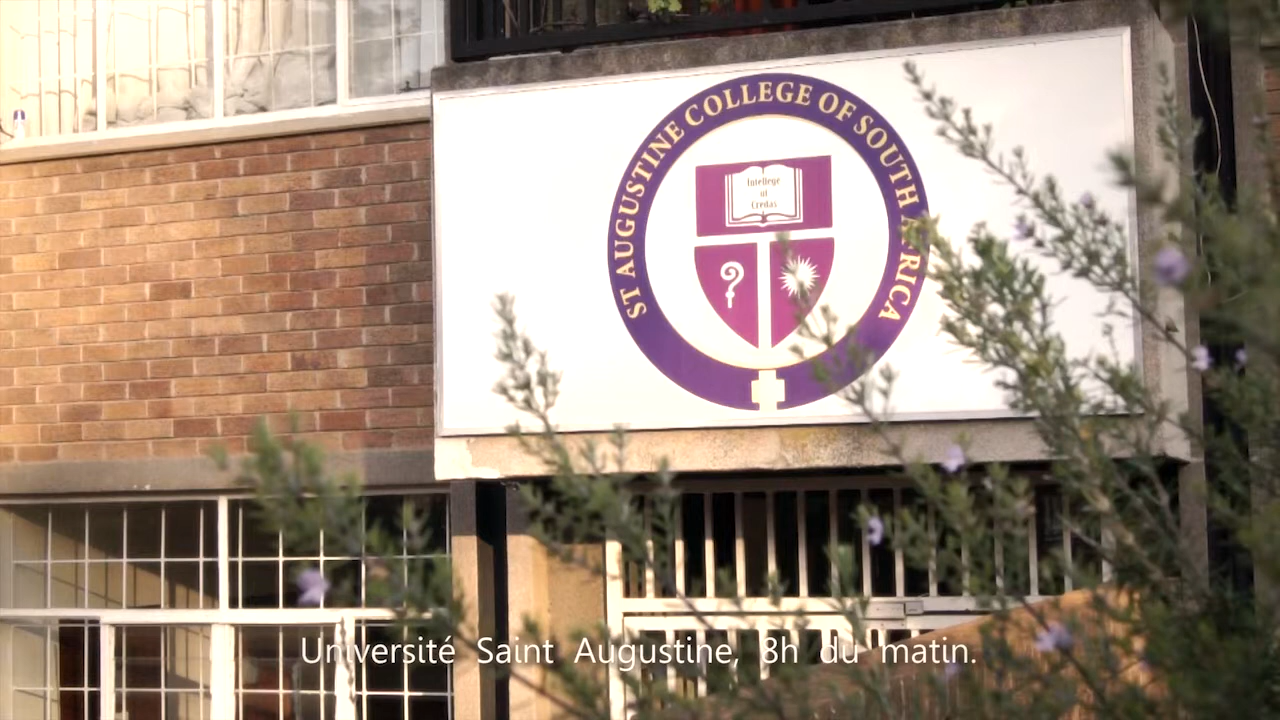 ST AUGUSTINE COLLEGE OF SOUTH AFRICA
Intellege
ut
Credas
Université Saint Augustine, 8h du matin.